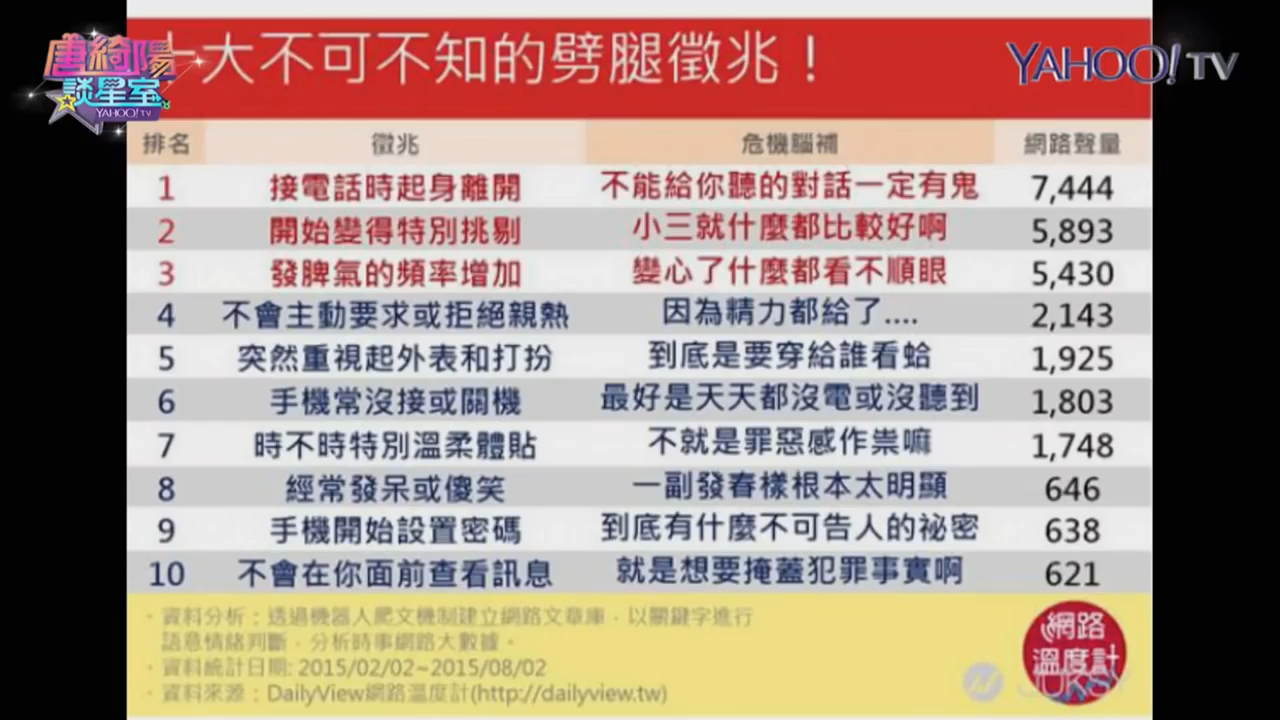 唐綺陽
談星室
YAHOO! TV
十大不可不知的劈腿徵兆！
YAHOO! TV
排名 徵兆 危機腦補 網路聲量
1 接電話時起身離開 不能給你聽的對話一定有鬼 7,444
2 開始變得特別挑剔 小三就什麼都比較好啊 5,893
3 發脾氣的頻率增加 變心了什麼都看不順眼 5,430
4 不會主動要求或拒絕親熱 因為精力都給了.... 2,143
5 突然重視起外表和打扮 到底是要穿給誰看蛤 1,925
6 手機常沒接或關機 最好是天天都沒電或沒聽到 1,803
7 時不時特別溫柔體貼 不就是罪惡感作祟嘛 1,748
8 經常發呆或傻笑 一副發春樣根本太明顯 646
9 手機開始設置密碼 到底有什麼不可告人的祕密 638
10 不會在你面前查看訊息 就是想要掩蓋犯罪事實啊 621
・資料分析：透過機器人爬文機制建立網路文章庫，以關鍵字進行
語意情緒判斷，分析時事網路大數據。
・資料統計日期: 2015/02/02~2015/08/02
・資料來源：DailyView網路溫度計(http://dailyview.tw)
網路
溫度計